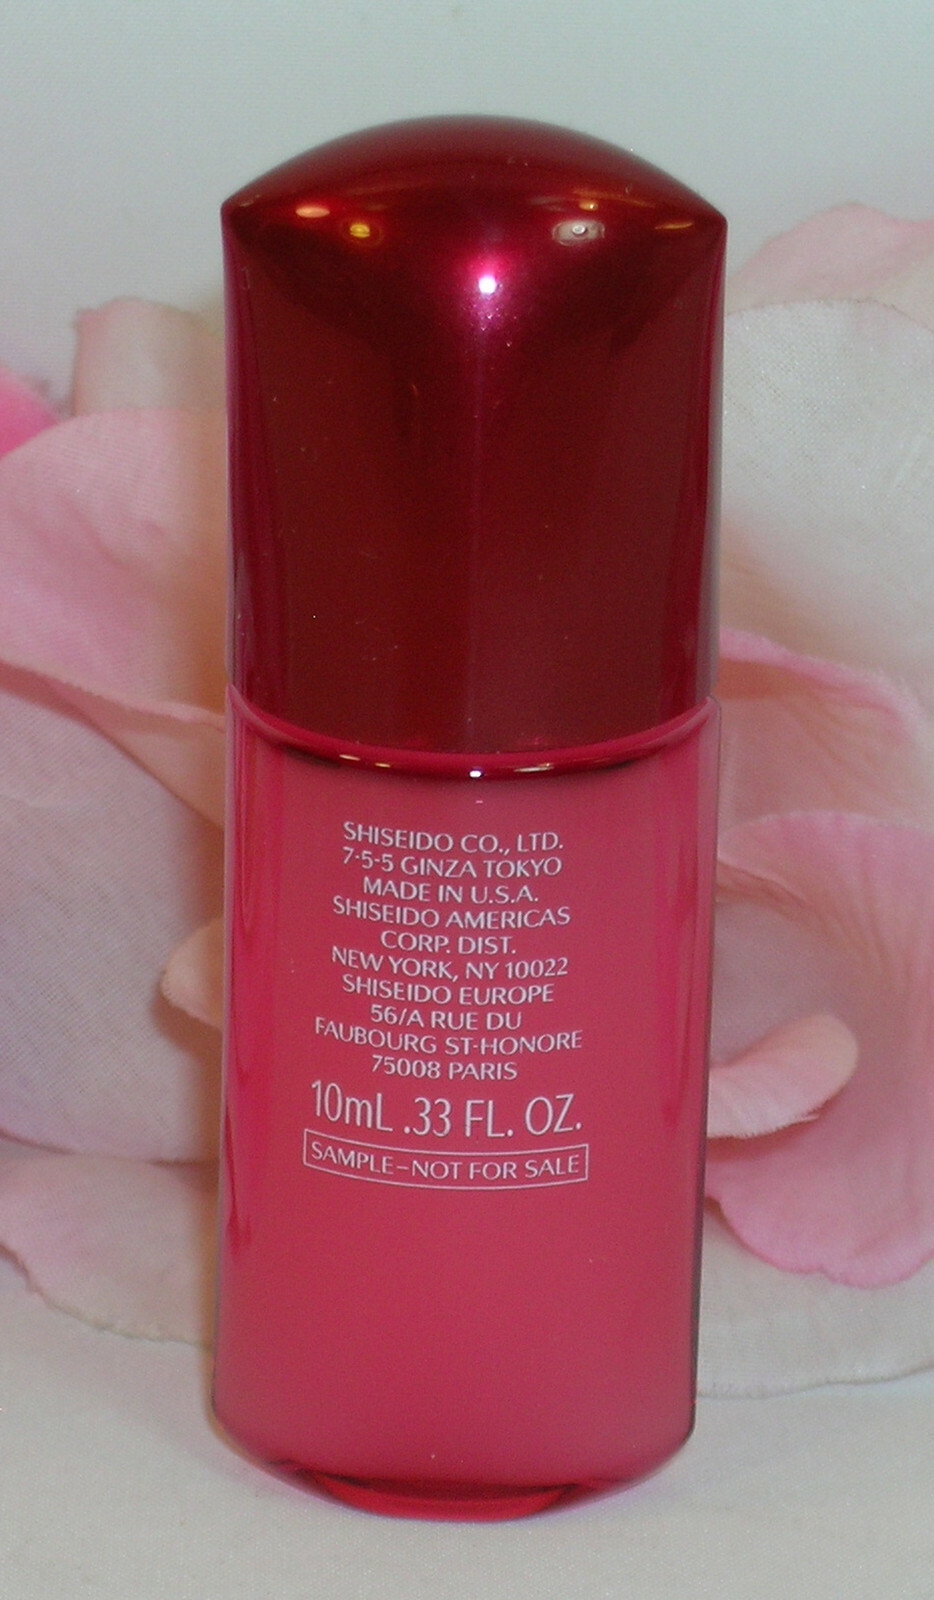 SHISEIDO CO., LTD.
7-5-5 GINZA TOKYO
MADE IN U.S.A.
SHISEIDO AMERICAS
CORP. DIST.
NEW YORK, NY 10022
SHISEIDO EUROPE
56/A RUE DU
FAUBOURG ST-HONORE
75008 PARIS
10mL .33 FL. OZ.
SAMPLE-NOT FOR SALE